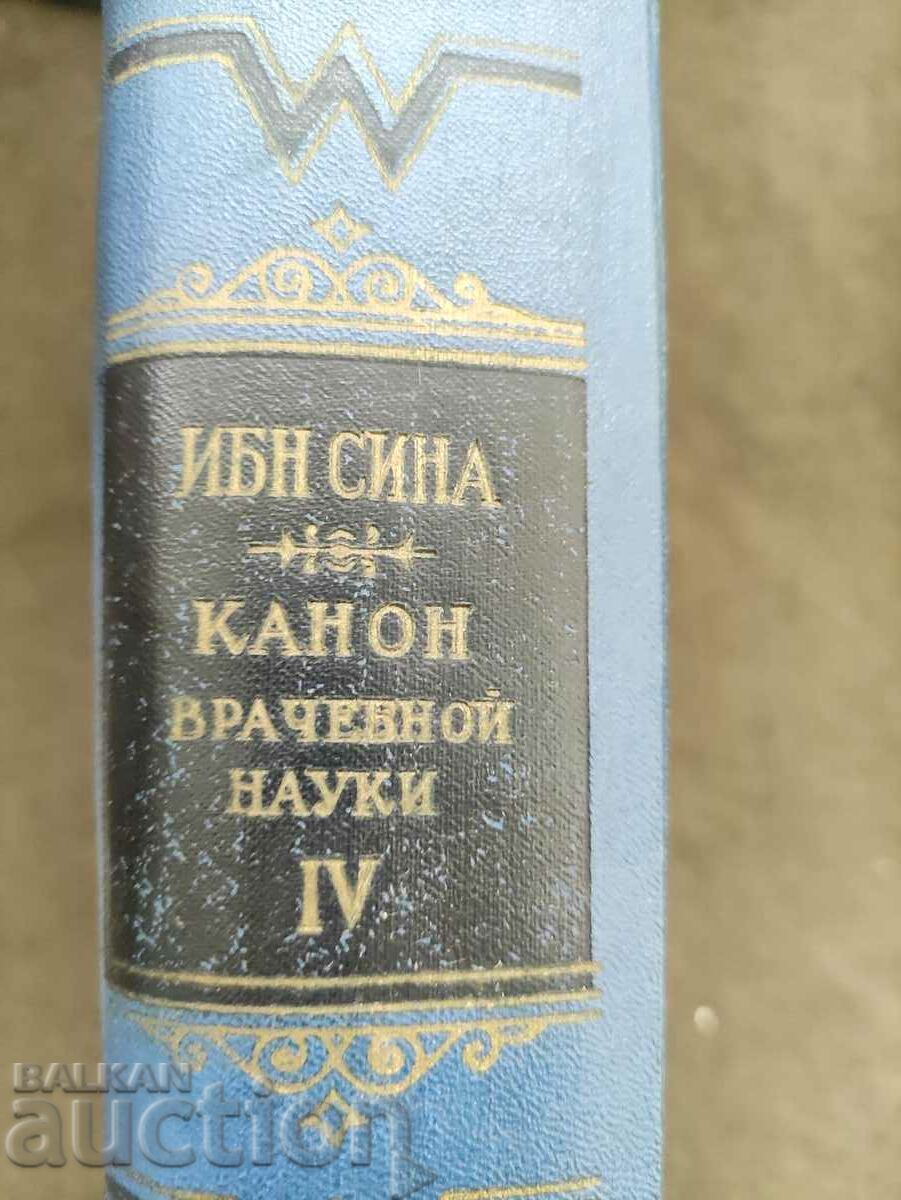 ИБН СИНА
КАНОН
ВРАЧЕБНОЙ
НАУКИ
IV
BALKAN
auction